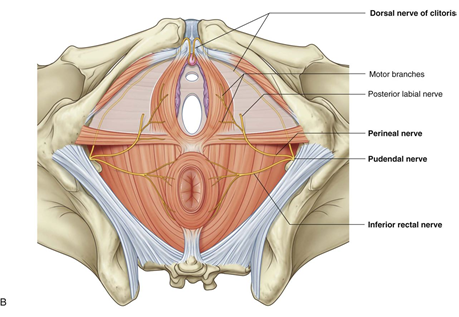 Dorsal nerve of clitoris
Motor branches
Posterior labial nerve
Perineal nerve
Pudendal nerve
Inferior rectal nerve
B